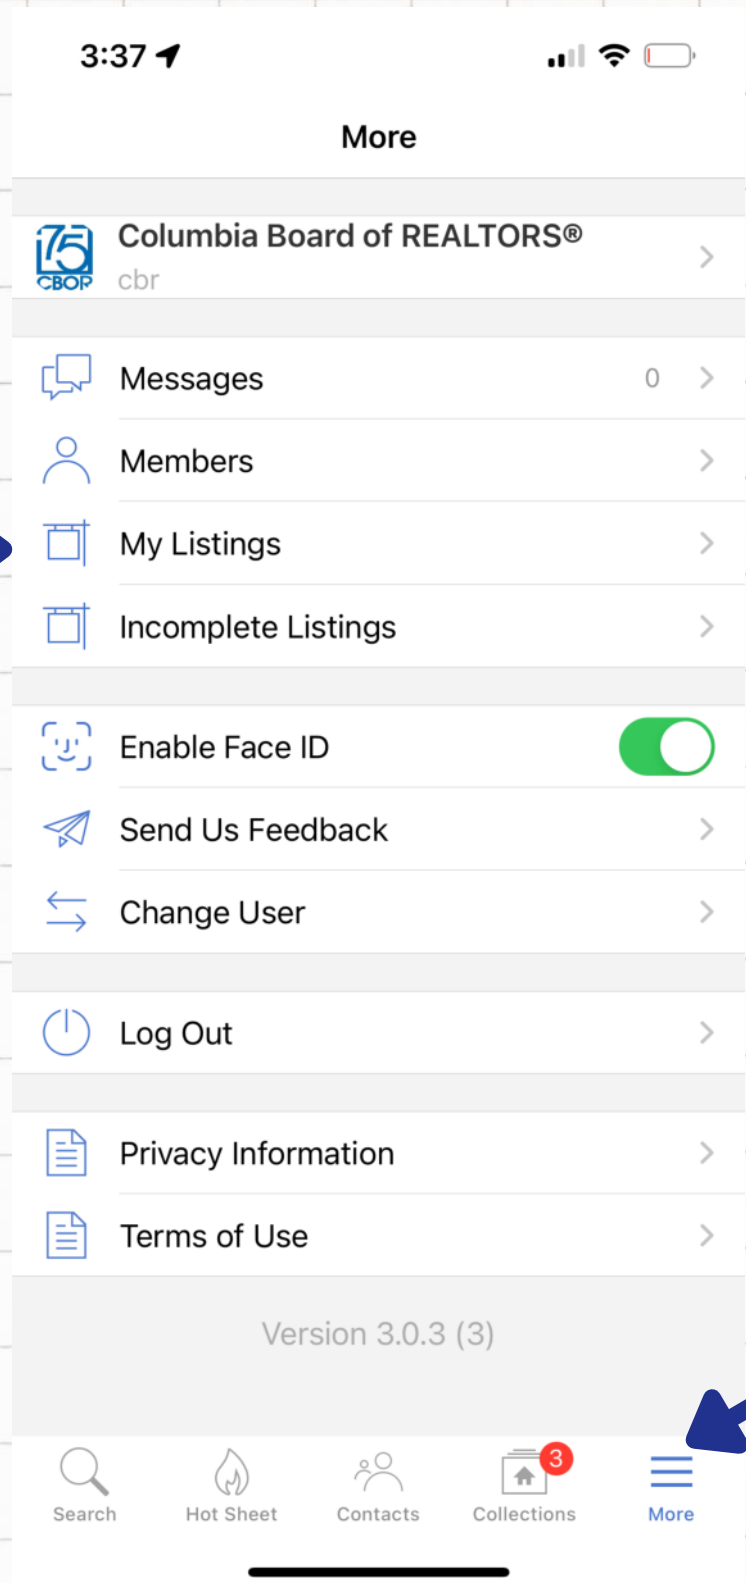 3:37
More
75
CBOR
Columbia Board of REALTORS®
cbr
Messages 0
Members
My Listings
Incomplete Listings
Enable Face ID
Send Us Feedback
Change User
Log Out
Privacy Information
Terms of Use
Version 3.0.3 (3)
3
Search Hot Sheet Contacts Collections More